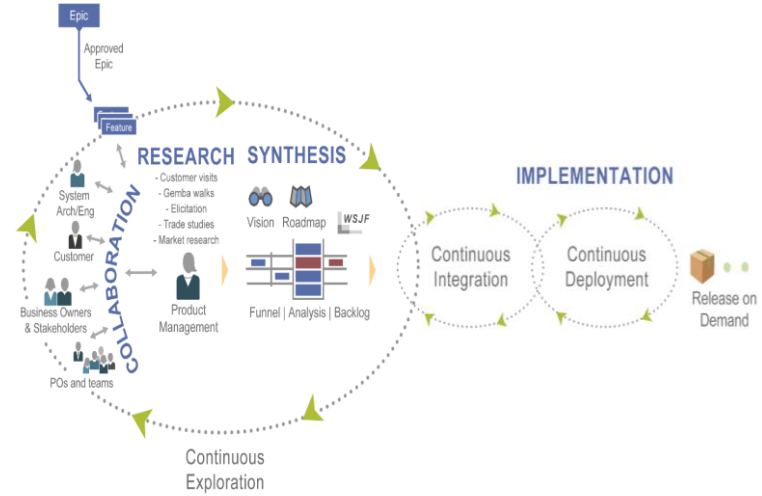 Epic
Approved
Epic
Feature
RESEARCH
SYNTHESIS
IMPLEMENTATION
COLLABORATION
- Customer visits
- Gemba walks
- Elicitation
- Trade studies
- Market research
System
Arch/Eng
Customer
Business Owners
& Stakeholders
POs and teams
Product
Management
Vision
Roadmap
WSJF
Funnel | Analysis | Backlog
Continuous
Integration
Continuous
Deployment
Release on
Demand
Continuous
Exploration